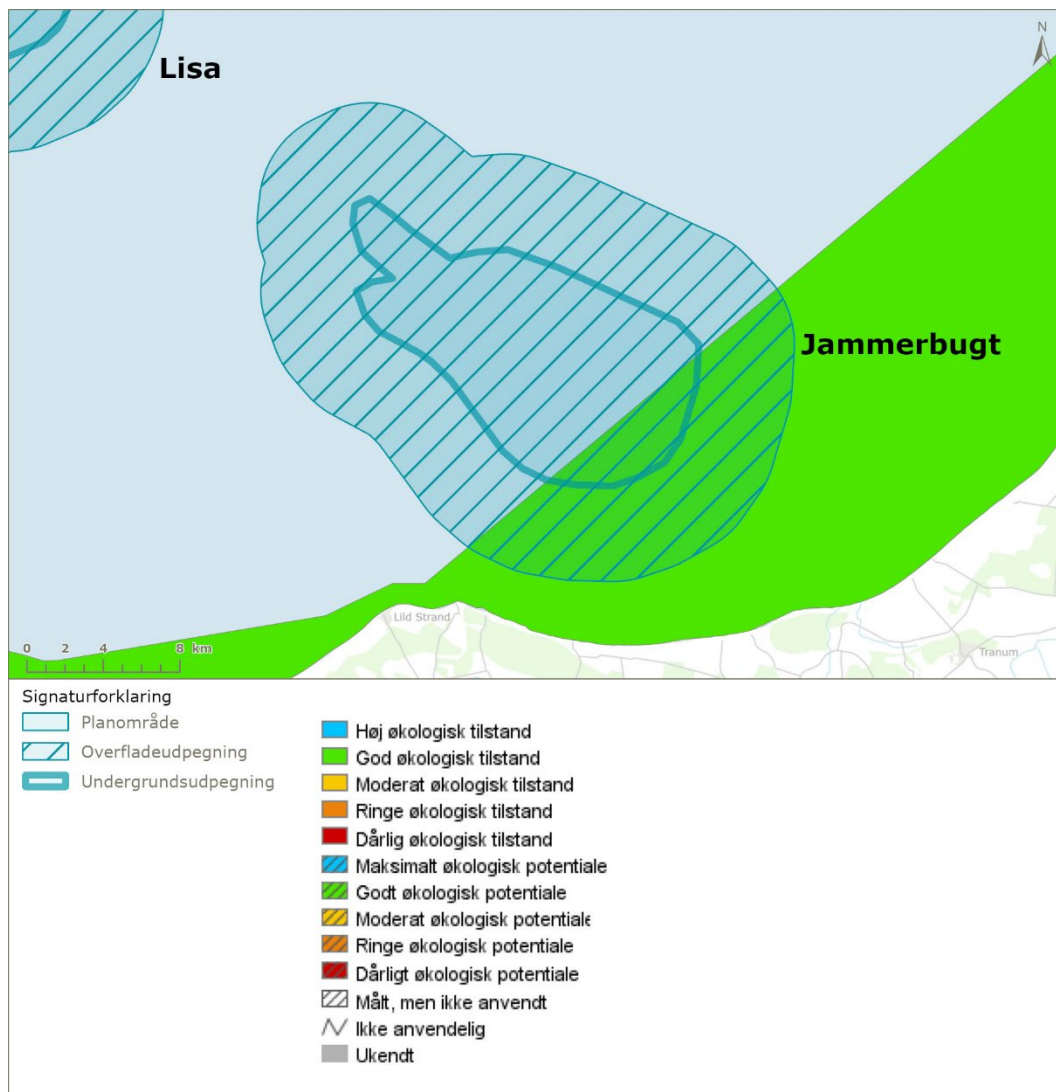 N
Lisa
Jammerbugt
Lild Strand
Tranum
0 2 4 8 km
Signaturforklaring
Planområde
Overfladeudpegning
Undergrundsudpegning
Høj økologisk tilstand
God økologisk tilstand
Moderat økologisk tilstand
Ringe økologisk tilstand
Dårlig økologisk tilstand
Maksimalt økologisk potentiale
Godt økologisk potentiale
Moderat økologisk potentiale
Ringe økologisk potentiale
Dårligt økologisk potentiale
Målt, men ikke anvendt
Ikke anvendelig
Ukendt